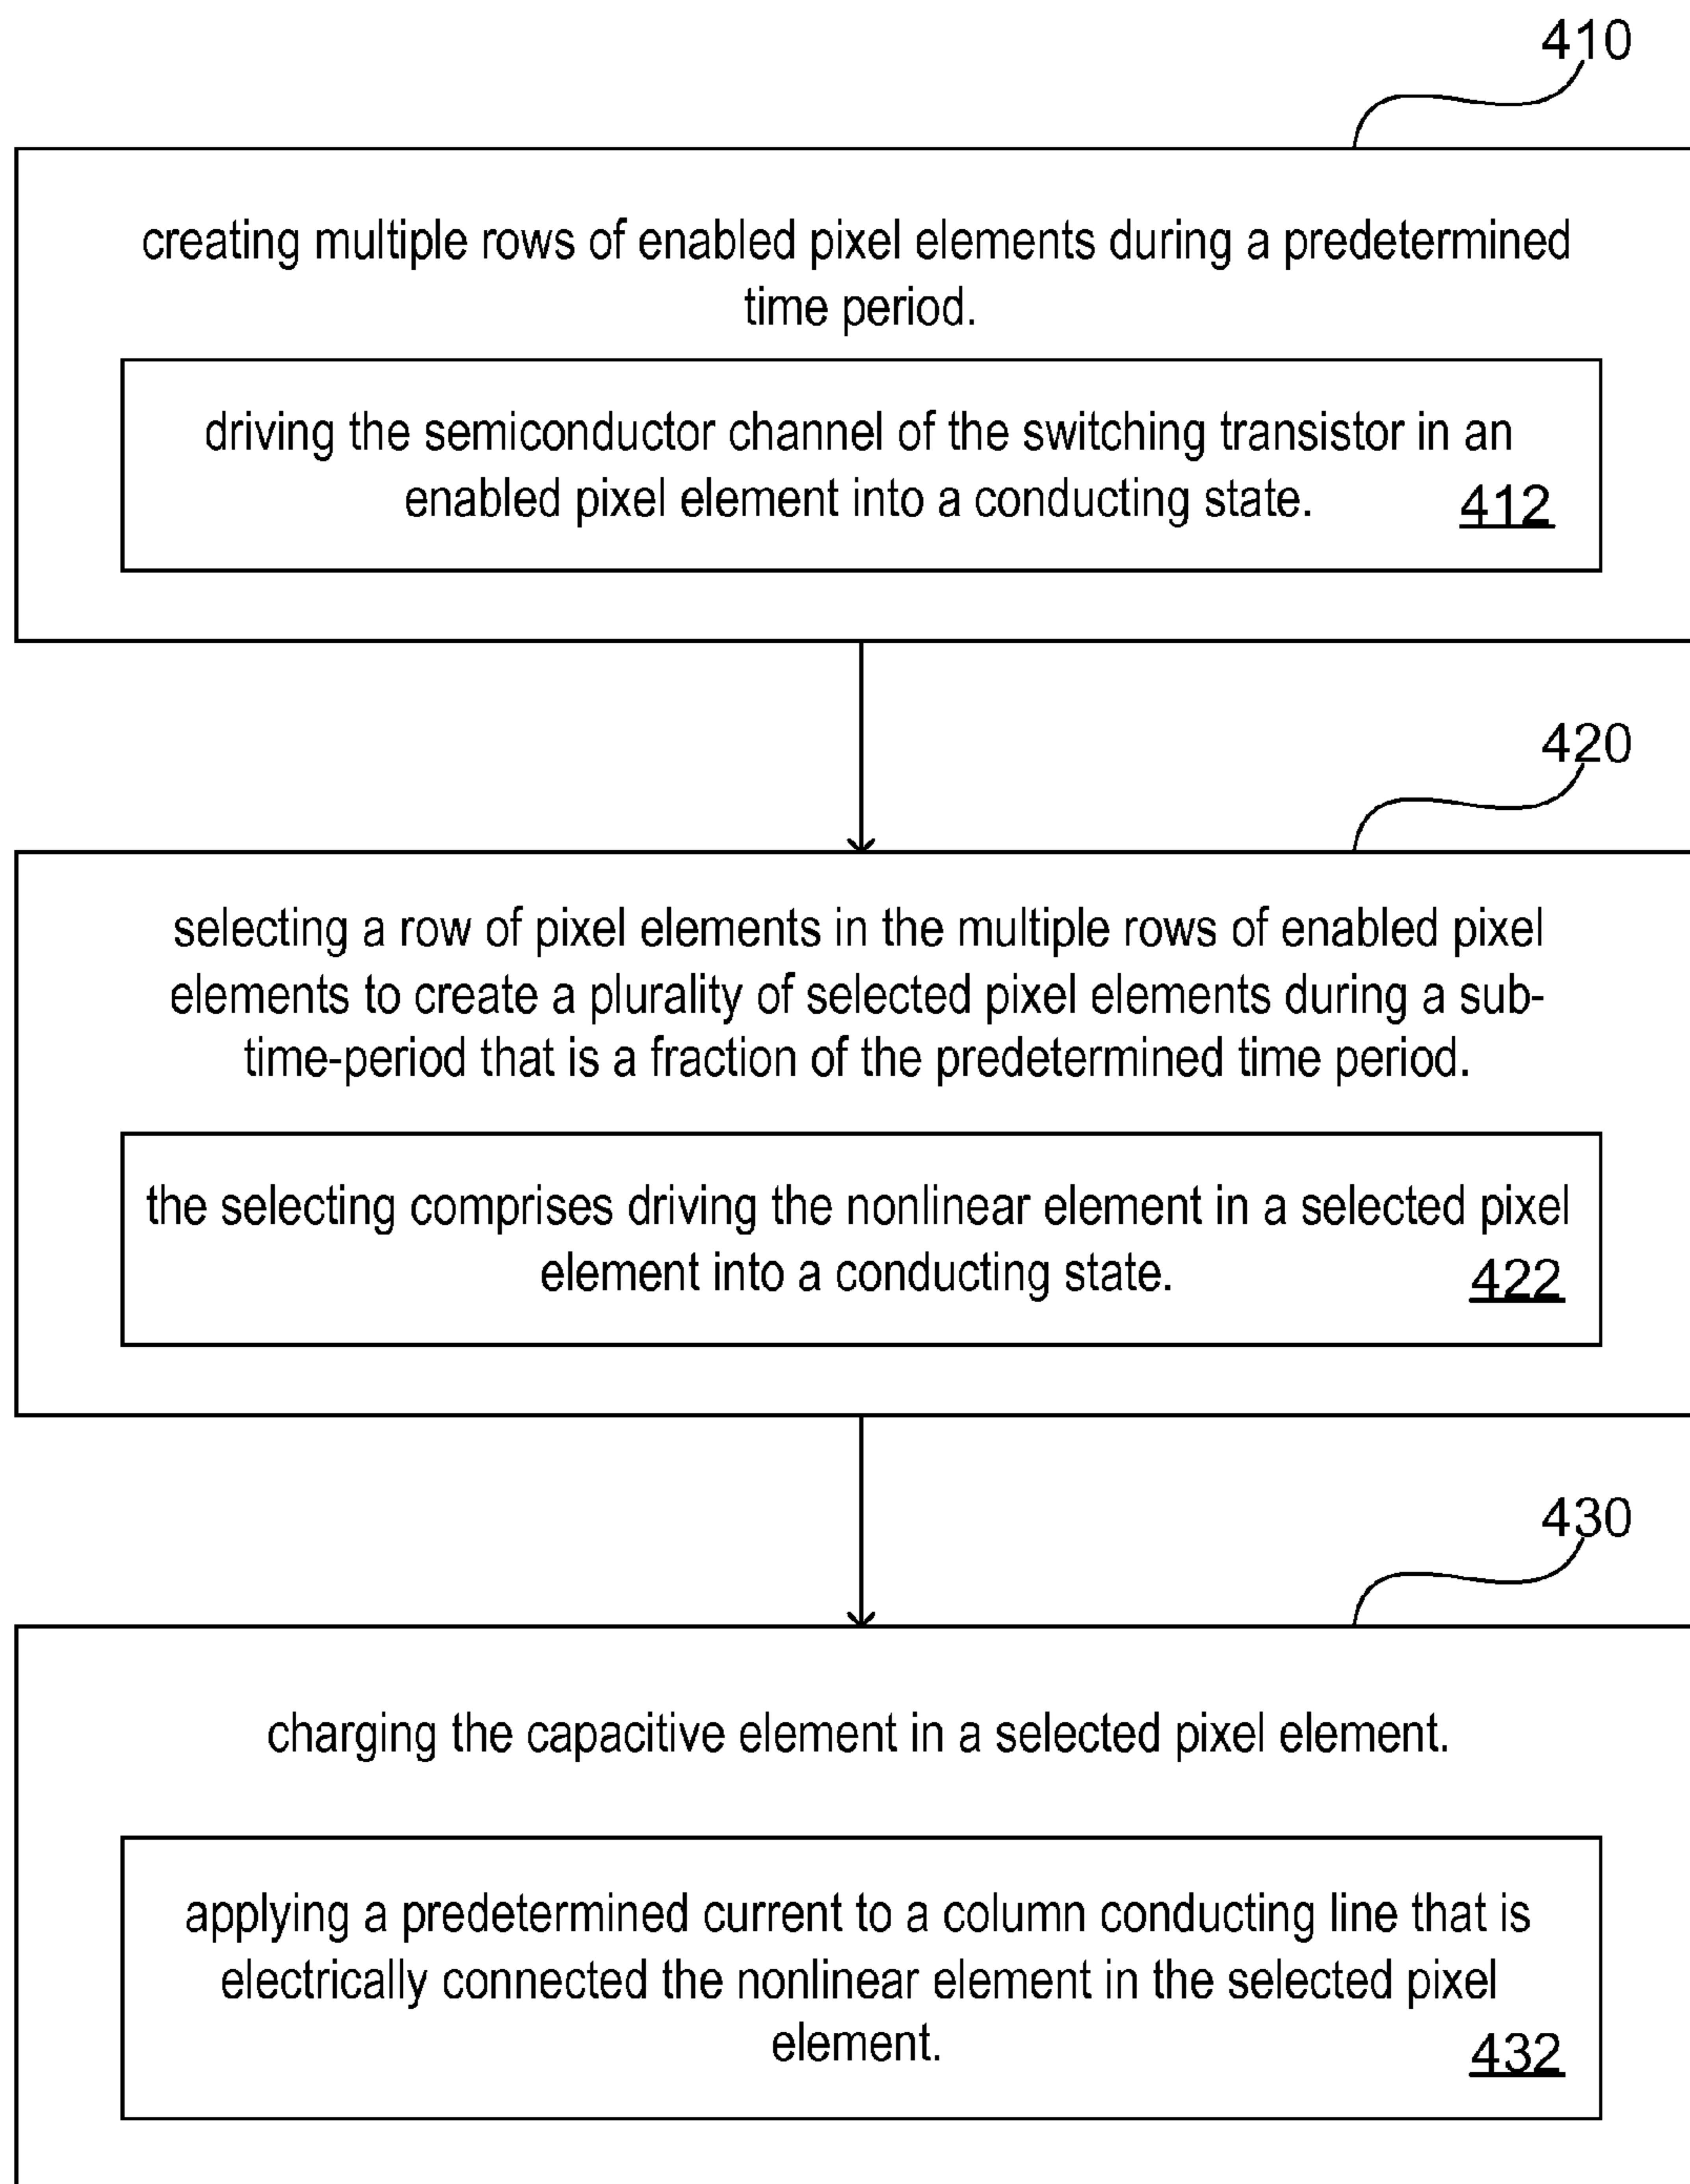 410
creating multiple rows of enabled pixel elements during a predetermined
time period.
driving the semiconductor channel of the switching transistor in an
enabled pixel element into a conducting state. 412
420
selecting a row of pixel elements in the multiple rows of enabled pixel
elements to create a plurality of selected pixel elements during a sub-
time-period that is a fraction of the predetermined time period.
the selecting comprises driving the nonlinear element in a selected pixel
element into a conducting state. 422
430
charging the capacitive element in a selected pixel element.
applying a predetermined current to a column conducting line that is
electrically connected the nonlinear element in the selected pixel
element. 432